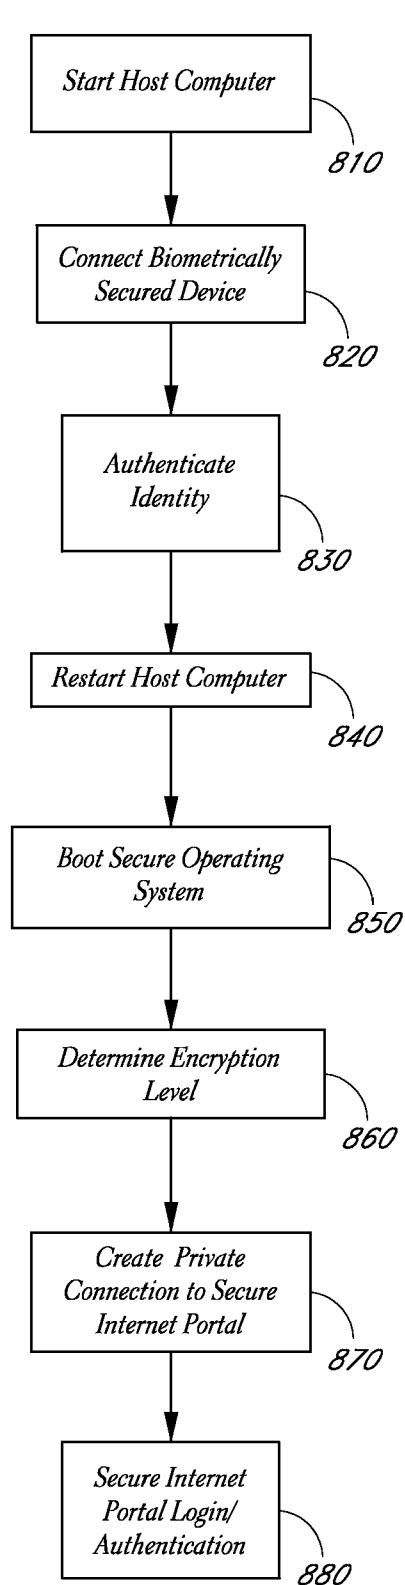 Start Host Computer
810
Connect Biometrically
Secured Device
820
Authenticate
Identity
830
Restart Host Computer
840
Boot Secure Operating
System
850
Determine Encryption
Level
860
Create Private
Connection to Secure
Internet Portal
870
Secure Internet
Portal Login/
Authentication
880